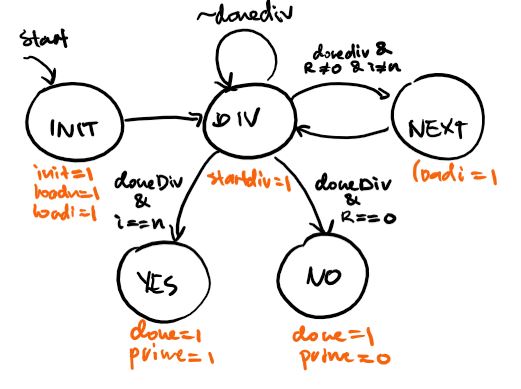 ~donediv
Start
donediv &
R≠0 & i≠n
INIT
DIV
NEXT
init=1
loadn=1
loadi=1
doneDiv
&
i==n
startdiv=1
doneDiv
&
R==0
loadi=1
YES
NO
done=1
prime=1
done=1
prime=0